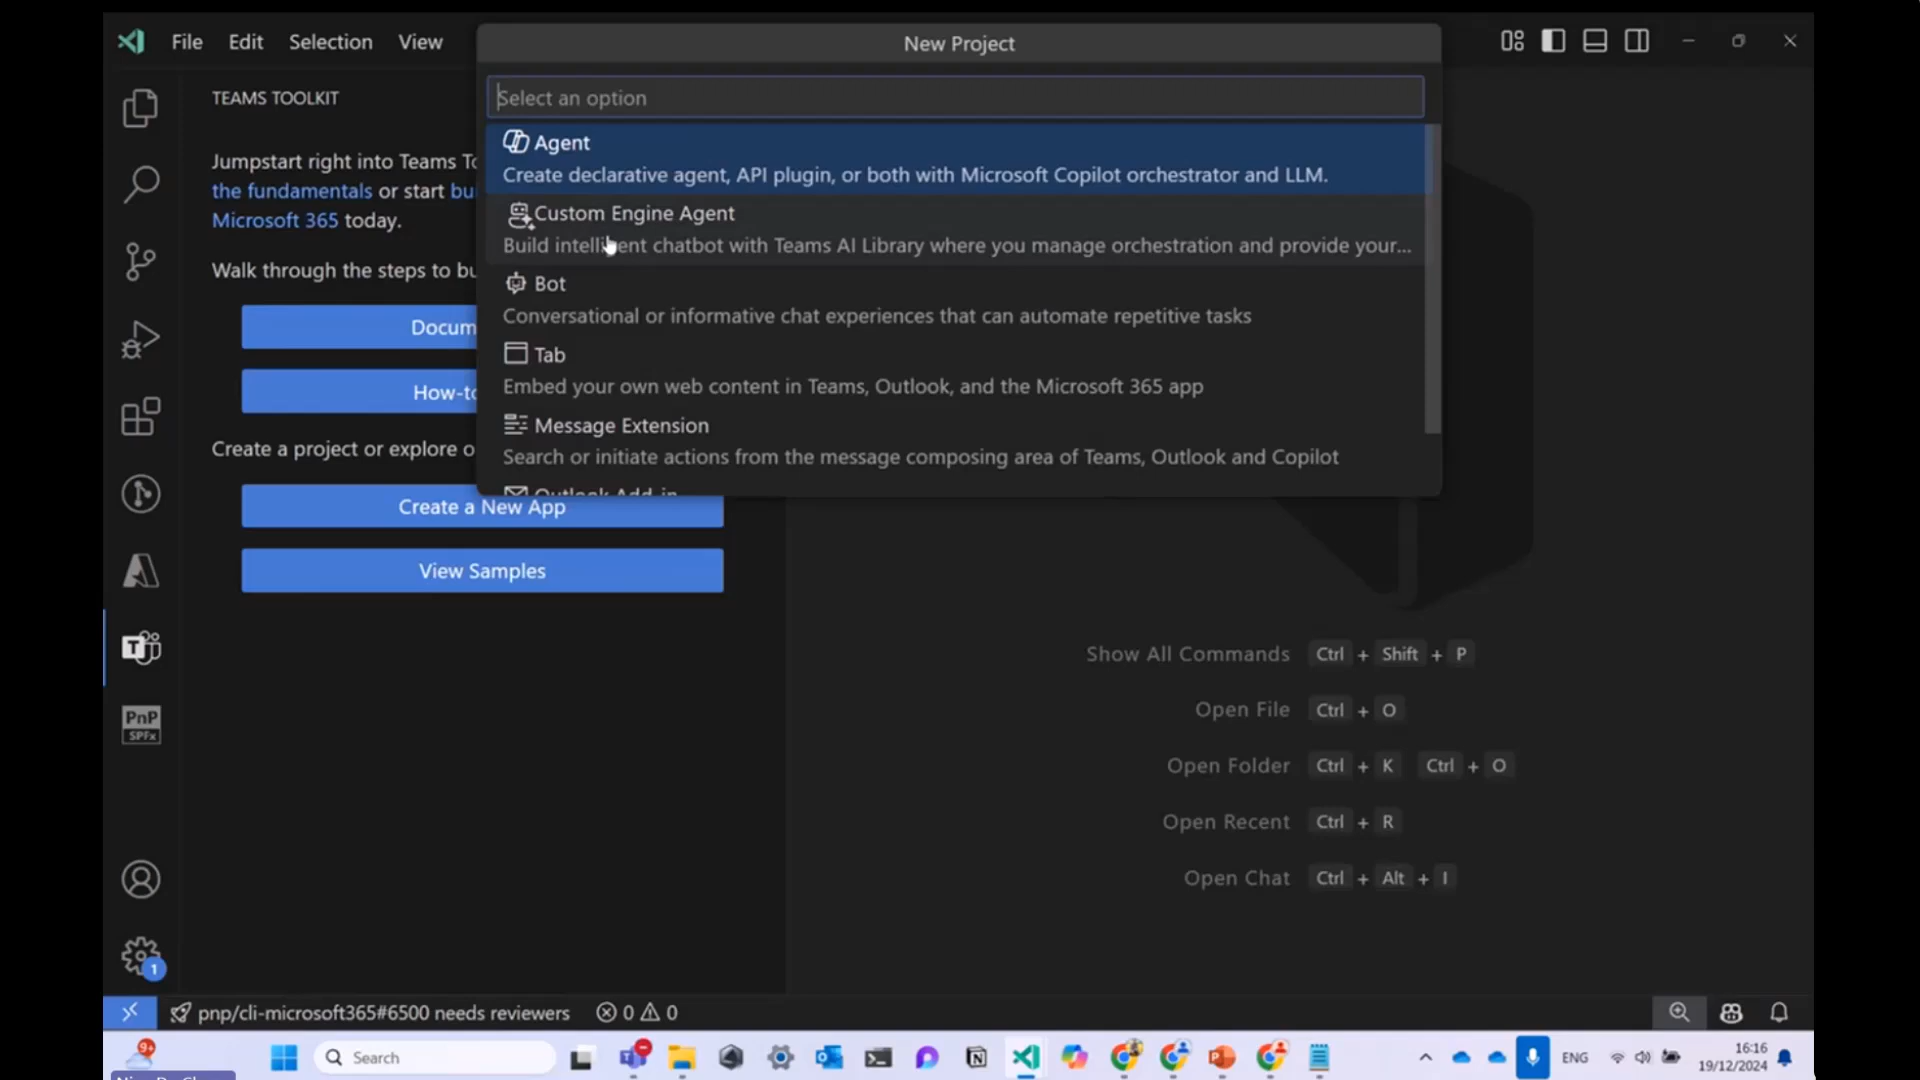 File Edit Selection View
New Project
TEAMS TOOLKIT
Select an option
Agent
Create declarative agent, API plugin, or both with Microsoft Copilot orchestrator and LLM.
Custom Engine Agent
Build intelligent chatbot with Teams AI Library where you manage orchestration and provide your...
Bot
Conversational or informative chat experiences that can automate repetitive tasks
Tab
Embed your own web content in Teams, Outlook, and the Microsoft 365 app
Message Extension
Search or initiate actions from the message composing area of Teams, Outlook and Copilot
Outlook Add-in
Jumpstart right into Teams To
the fundamentals or start bu
Microsoft 365 today.
Walk through the steps to bu
Docum
How-to
Create a project or explore o
Create a New App
View Samples
Show All Commands Ctrl + Shift + P
Open File Ctrl + O
Open Folder Ctrl + K Ctrl + O
Open Recent Ctrl + R
Open Chat Ctrl + Alt + I
T
PnP
SPFx
1
pnp/cli-microsoft365#6500 needs reviewers 0 0
9+
Search
ENG
16:16
19/12/2024